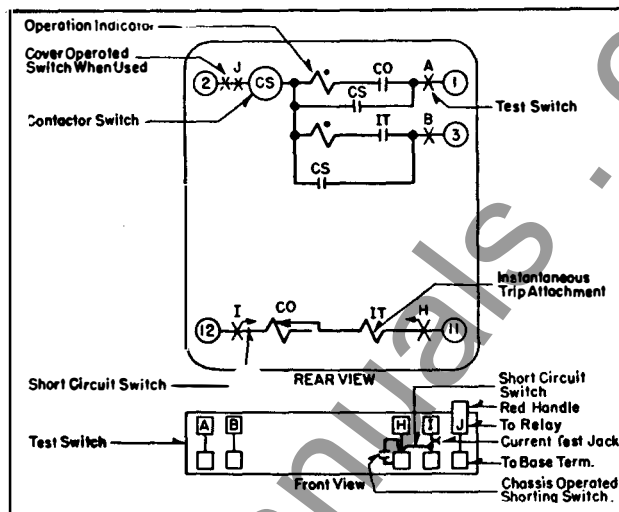 Operation Indicator
Cover Operated
Switch When Used
Contactor Switch
2
J
CS
CO
A
1
CS
Test Switch
IT
B
3
CS
Instantaneous
Trip Attachment
I
CO
IT
H
12
11
Short Circuit Switch
REAR VIEW
Short Circuit
Switch
Red Handle
To Relay
Current Test Jack
To Base Term.
Chassis Operated
Shorting Switch.
Test Switch
A
B
H
I
J
Front View
nuals.